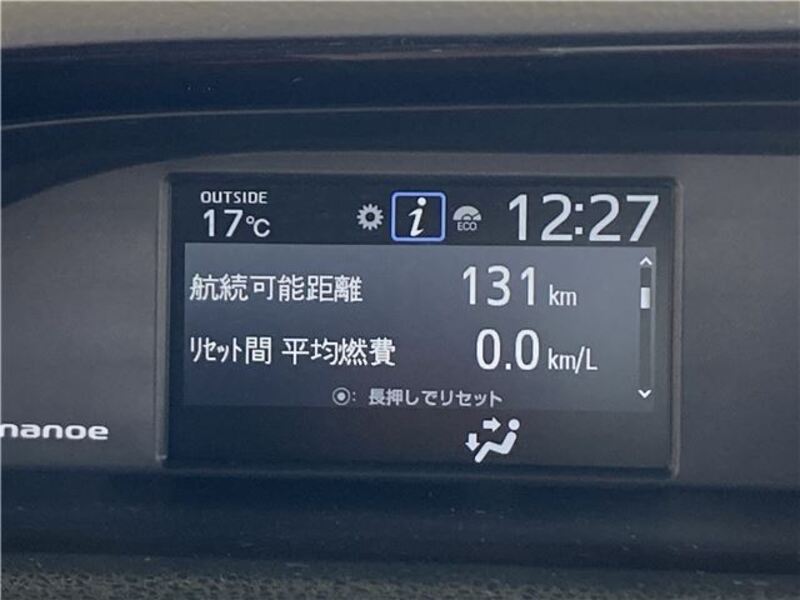 OUTSIDE
17℃
i
ECO
12:27
航続可能距離 131 km
リセット間 平均燃費 0.0 km/L
◉: 長押しでリセット
nanoe